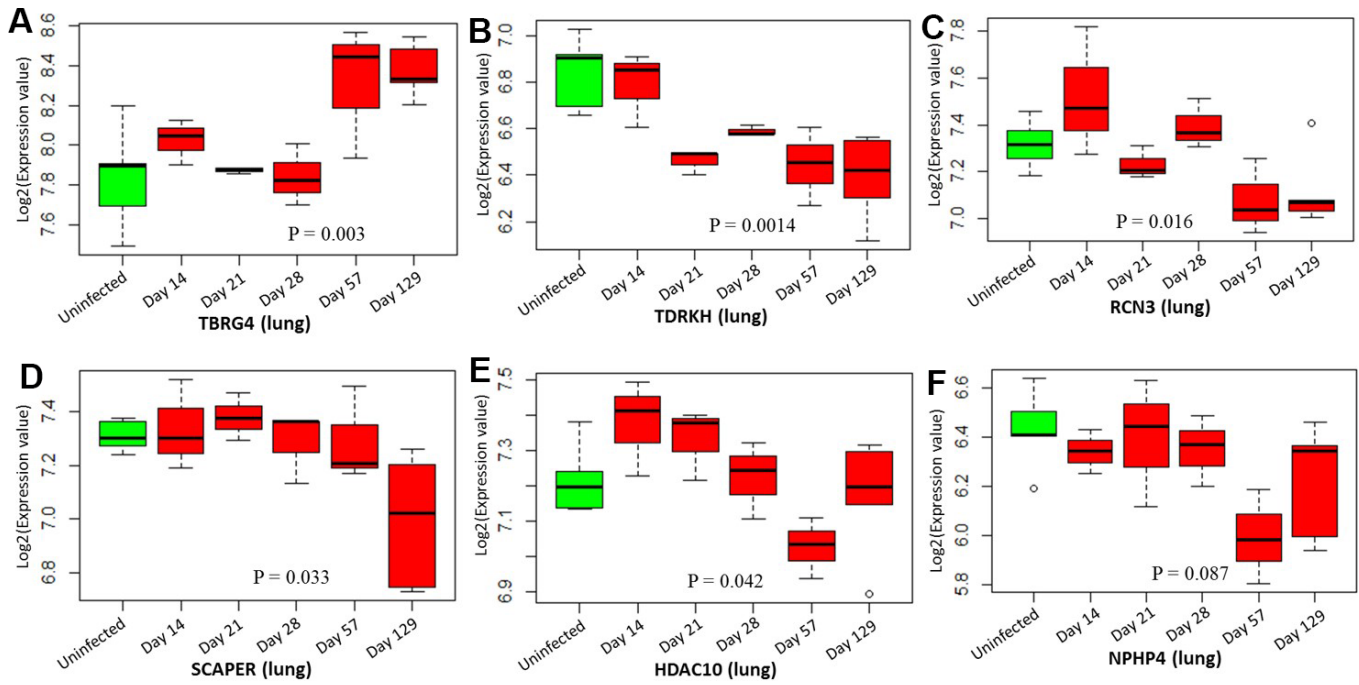 A
Log2(Expression value)
8.6
8.4
8.2
8.0
7.8
7.6
P = 0.003
Uninfected
Day 14
Day 21
Day 28
Day 57
Day 129
TBRG4 (lung)
B
Log2(Expression value)
7.0
6.8
6.6
6.4
6.2
P = 0.0014
Uninfected
Day 14
Day 21
Day 28
Day 57
Day 129
TDRKH (lung)
C
Log2(Expression value)
7.8
7.6
7.4
7.2
7.0
P = 0.016
Uninfected
Day 14
Day 21
Day 28
Day 57
Day 129
RCN3 (lung)
D
Log2(Expression value)
7.4
7.2
7.0
6.8
P = 0.033
Uninfected
Day 14
Day 21
Day 28
Day 57
Day 129
SCAPER (lung)
E
Log2(Expression value)
7.5
7.3
7.1
6.9
P = 0.042
Uninfected
Day 14
Day 21
Day 28
Day 57
Day 129
HDAC10 (lung)
F
Log2(Expression value)
6.6
6.4
6.2
6.0
5.8
P = 0.087
Uninfected
Day 14
Day 21
Day 28
Day 57
Day 129
NPHP4 (lung)